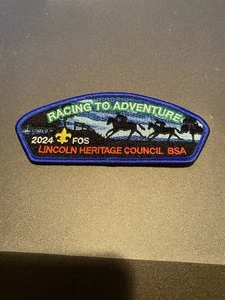 RACING TO ADVENTURE
2024 FOS
LINCOLN HERITAGE COUNCIL BSA